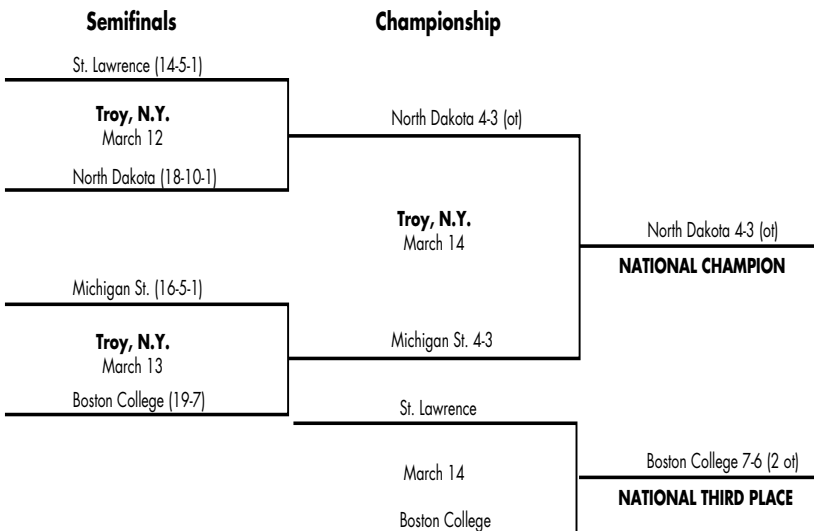 Semifinals
Championship
St. Lawrence (14-5-1)
Troy, N.Y.
March 12
North Dakota (18-10-1)
North Dakota 4-3 (ot)
Troy, N.Y.
March 14
North Dakota 4-3 (ot)
NATIONAL CHAMPION
Michigan St. (16-5-1)
Troy, N.Y.
March 13
Boston College (19-7)
Michigan St. 4-3
St. Lawrence
March 14
Boston College
Boston College 7-6 (2 ot)
NATIONAL THIRD PLACE